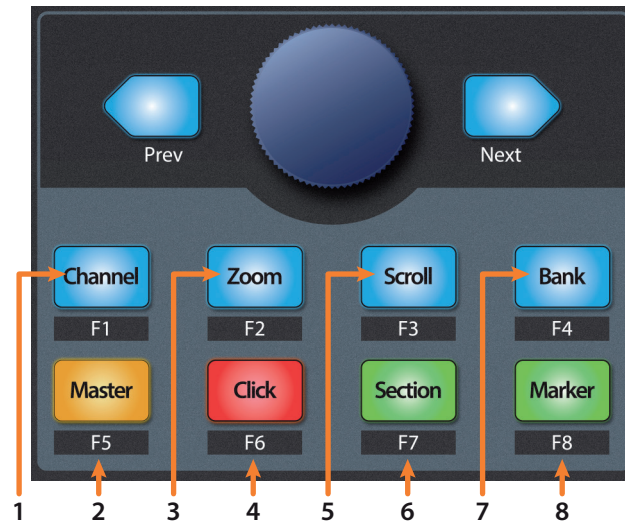 Prev Next
Channel Zoom Scroll Bank
F1 F2 F3 F4
Master Click Section Marker
F5 F6 F7 F8
1 2 3 4 5 6 7 8